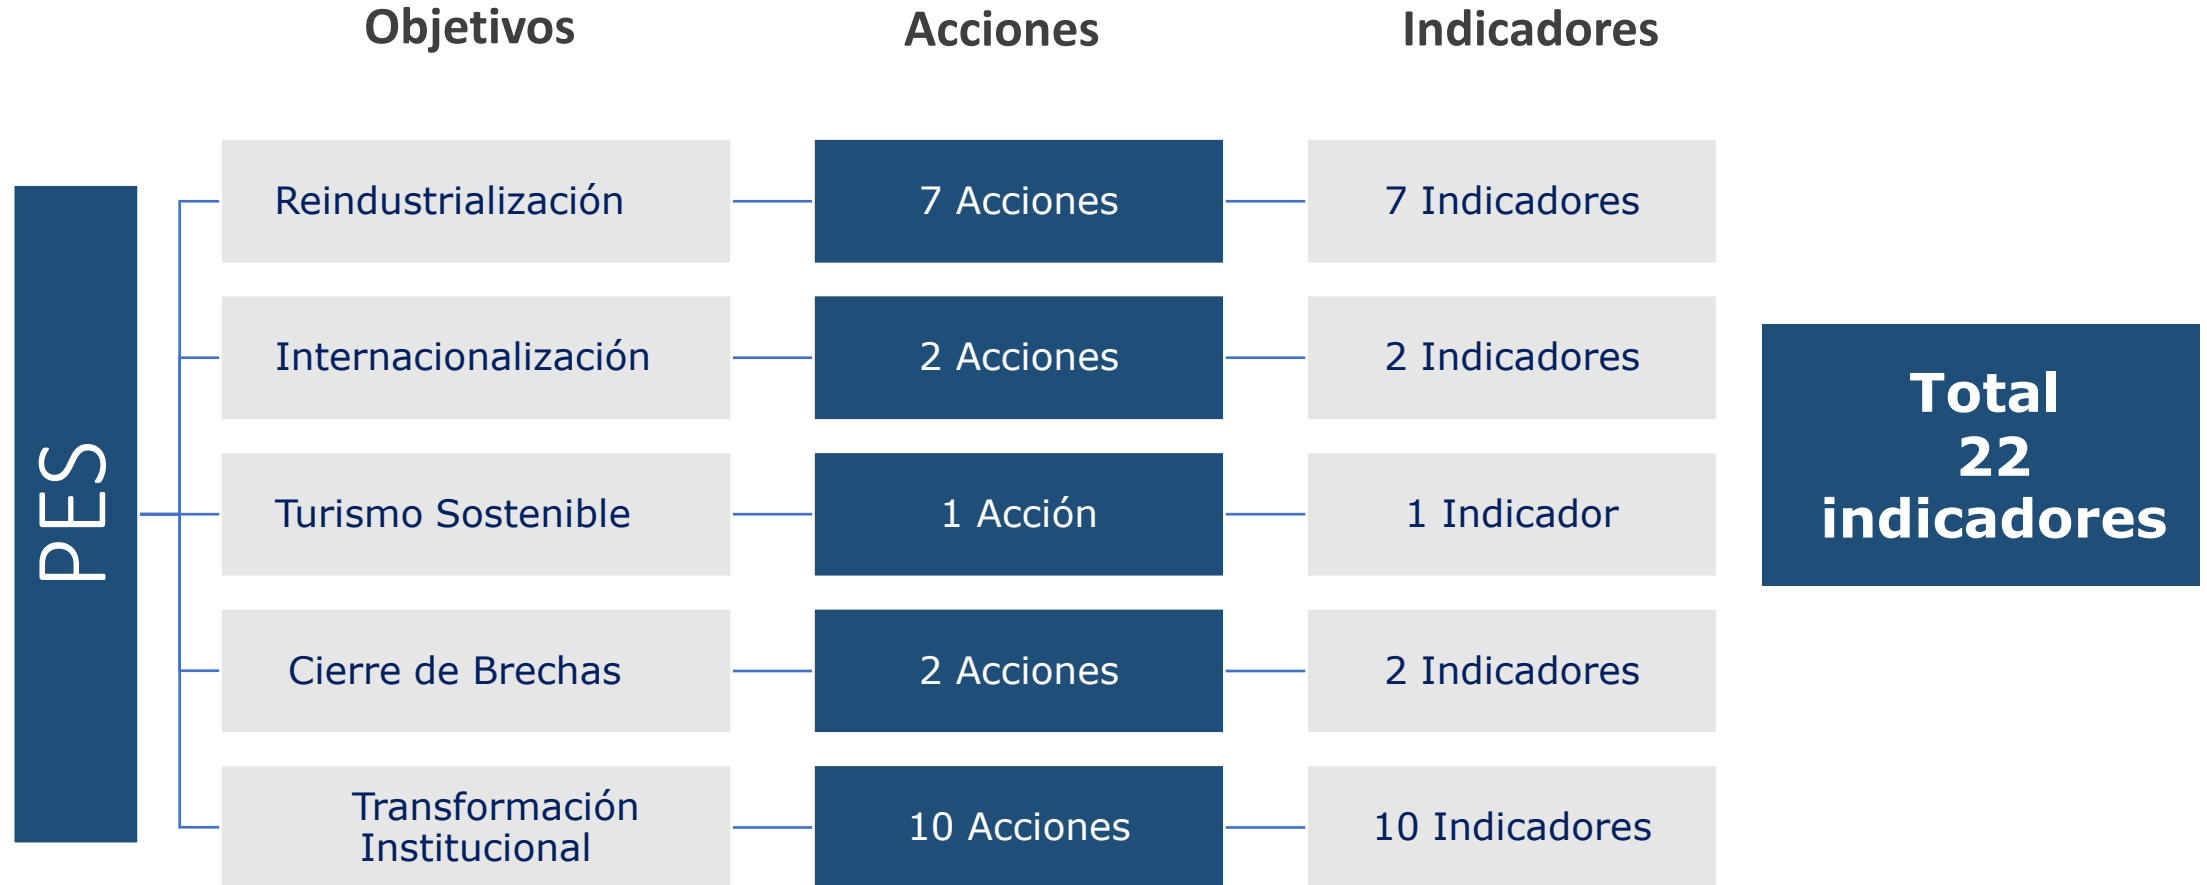 Objetivos
Acciones
Indicadores
PES
Reindustrialización
7 Acciones
7 Indicadores
Internacionalización
2 Acciones
2 Indicadores
Turismo Sostenible
1 Acción
1 Indicador
Cierre de Brechas
2 Acciones
2 Indicadores
Transformación
Institucional
10 Acciones
10 Indicadores
Total
22
indicadores